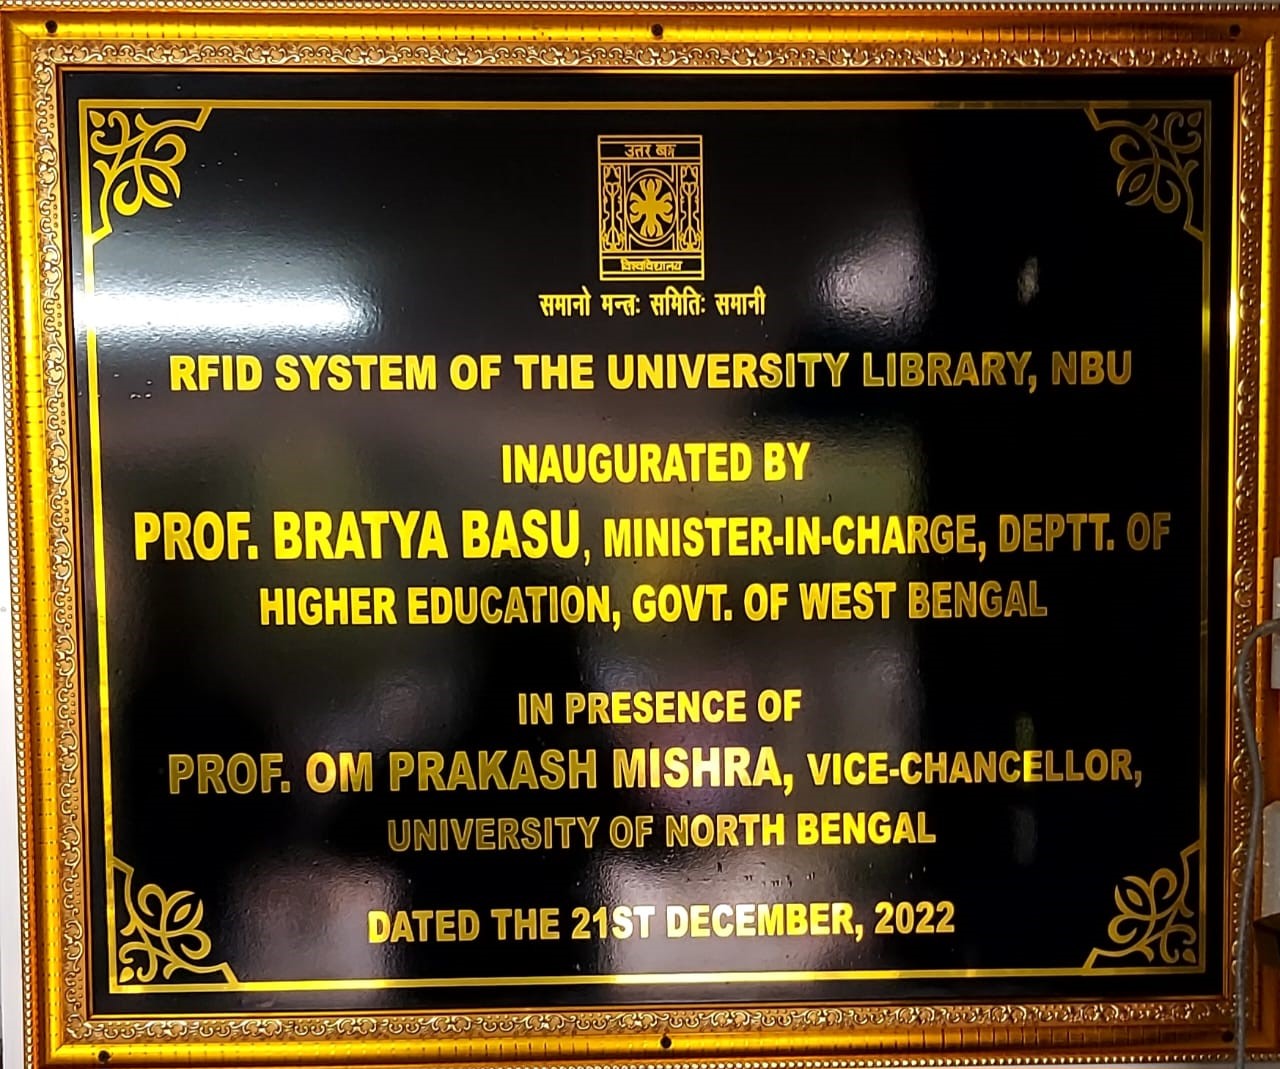 उत्तर बङ्ग
विश्वविद्यालय
समानो मन्त्रः समितिः समानी
RFID SYSTEM OF THE UNIVERSITY LIBRARY, NBU
INAUGURATED BY
PROF. BRATYA BASU, MINISTER-IN-CHARGE, DEPTT. OF
HIGHER EDUCATION, GOVT. OF WEST BENGAL
IN PRESENCE OF
PROF. OM PRAKASH MISHRA, VICE-CHANCELLOR,
UNIVERSITY OF NORTH BENGAL
DATED THE 21ST DECEMBER, 2022